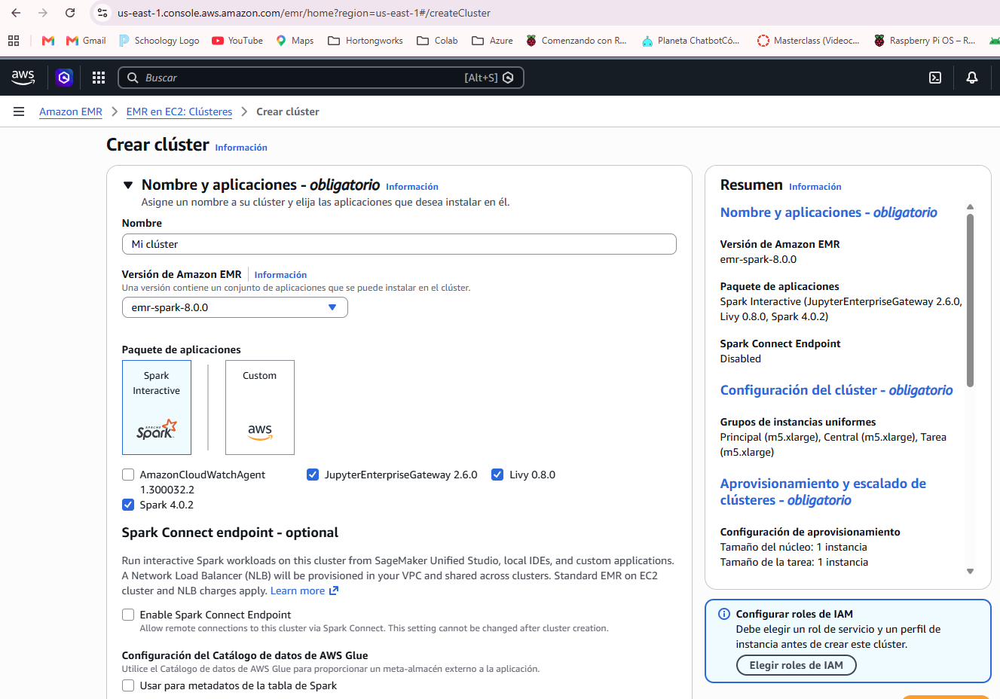 us-east-1.console.aws.amazon.com/emr/home?region=us-east-1#/createCluster
Gmail
Schoology Logo
YouTube
Maps
Hortongworks
Colab
Azure
Comenzando con R...
Planeta ChatbotCó...
Masterclass (Videoc...
Raspberry Pi OS – R...
aws
Buscar
[Alt+S]
Amazon EMR
EMR en EC2: Clústeres
Crear clúster
Crear clúster Información
Nombre y aplicaciones - obligatorio Información
Asigne un nombre a su clúster y elija las aplicaciones que desea instalar en él.
Nombre
Mi clúster
Versión de Amazon EMR Información
Una versión contiene un conjunto de aplicaciones que se puede instalar en el clúster.
emr-spark-8.0.0
Paquete de aplicaciones
Spark
Interactive
APACHE
Spark
Custom
aws
AmazonCloudWatchAgent
1.300032.2
JupyterEnterpriseGateway 2.6.0
Livy 0.8.0
Spark 4.0.2
Spark Connect endpoint - optional
Run interactive Spark workloads on this cluster from SageMaker Unified Studio, local IDEs, and custom applications.
A Network Load Balancer (NLB) will be provisioned in your VPC and shared across clusters. Standard EMR on EC2
cluster and NLB charges apply. Learn more
Enable Spark Connect Endpoint
Allow remote connections to this cluster via Spark Connect. This setting cannot be changed after cluster creation.
Configuración del Catálogo de datos de AWS Glue
Utilice el Catálogo de datos de AWS Glue para proporcionar un meta-almacén externo a la aplicación.
Usar para metadatos de la tabla de Spark
Resumen Información
Nombre y aplicaciones - obligatorio
Versión de Amazon EMR
emr-spark-8.0.0
Paquete de aplicaciones
Spark Interactive (JupyterEnterpriseGateway 2.6.0,
Livy 0.8.0, Spark 4.0.2)
Spark Connect Endpoint
Disabled
Configuración del clúster - obligatorio
Grupos de instancias uniformes
Principal (m5.xlarge), Central (m5.xlarge), Tarea
(m5.xlarge)
Aprovisionamiento y escalado de
clústeres - obligatorio
Configuración de aprovisionamiento
Tamaño del núcleo: 1 instancia
Tamaño de la tarea: 1 instancia
Configurar roles de IAM
Debe elegir un rol de servicio y un perfil de
instancia antes de crear este clúster.
Elegir roles de IAM